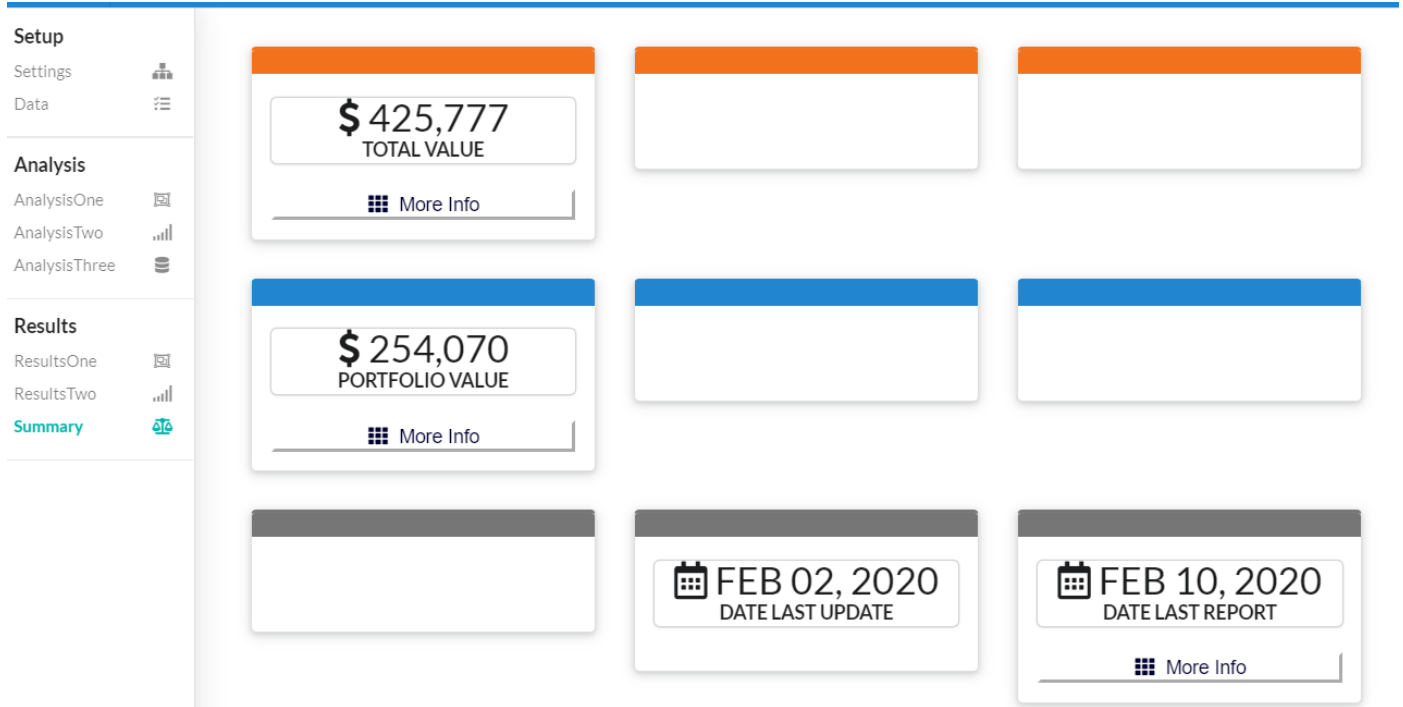 Setup
Settings
Data
Analysis
AnalysisOne
AnalysisTwo
AnalysisThree
Results
ResultsOne
ResultsTwo
Summary
$ 425,777
TOTAL VALUE
More Info
$ 254,070
PORTFOLIO VALUE
More Info
FEB 02, 2020
DATE LAST UPDATE
FEB 10, 2020
DATE LAST REPORT
More Info